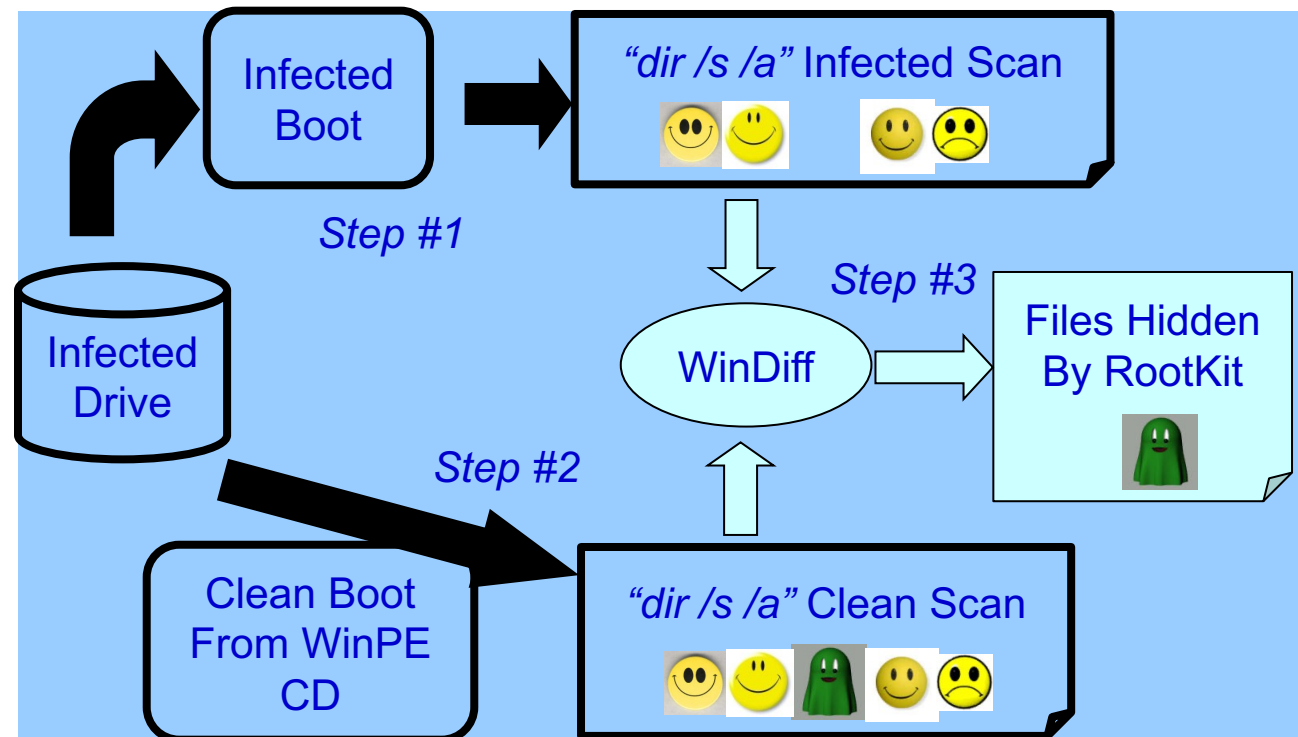 Infected
Boot
“dir /s /a” Infected Scan
Step #1
Infected
Drive
WinDiff
Step #3
Files Hidden
By RootKit
Step #2
Clean Boot
From WinPE
CD
“dir /s /a” Clean Scan